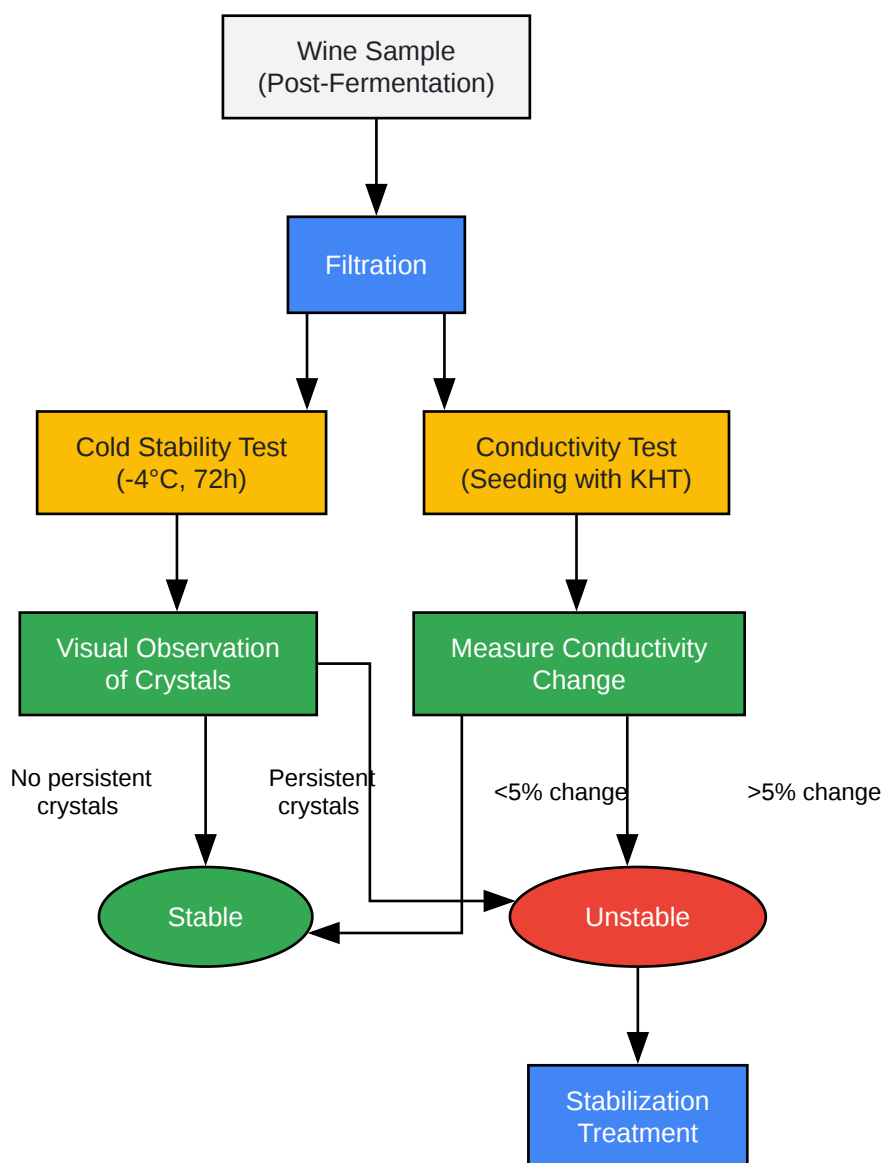 Wine Sample
(Post-Fermentation)
Filtration
Cold Stability Test
(-4°C, 72h)
Conductivity Test
(Seeding with KHT)
Visual Observation
of Crystals
Measure Conductivity
Change
No persistent
crystals
Persistent
crystals
<5% change
>5% change
Stable
Unstable
Stabilization
Treatment